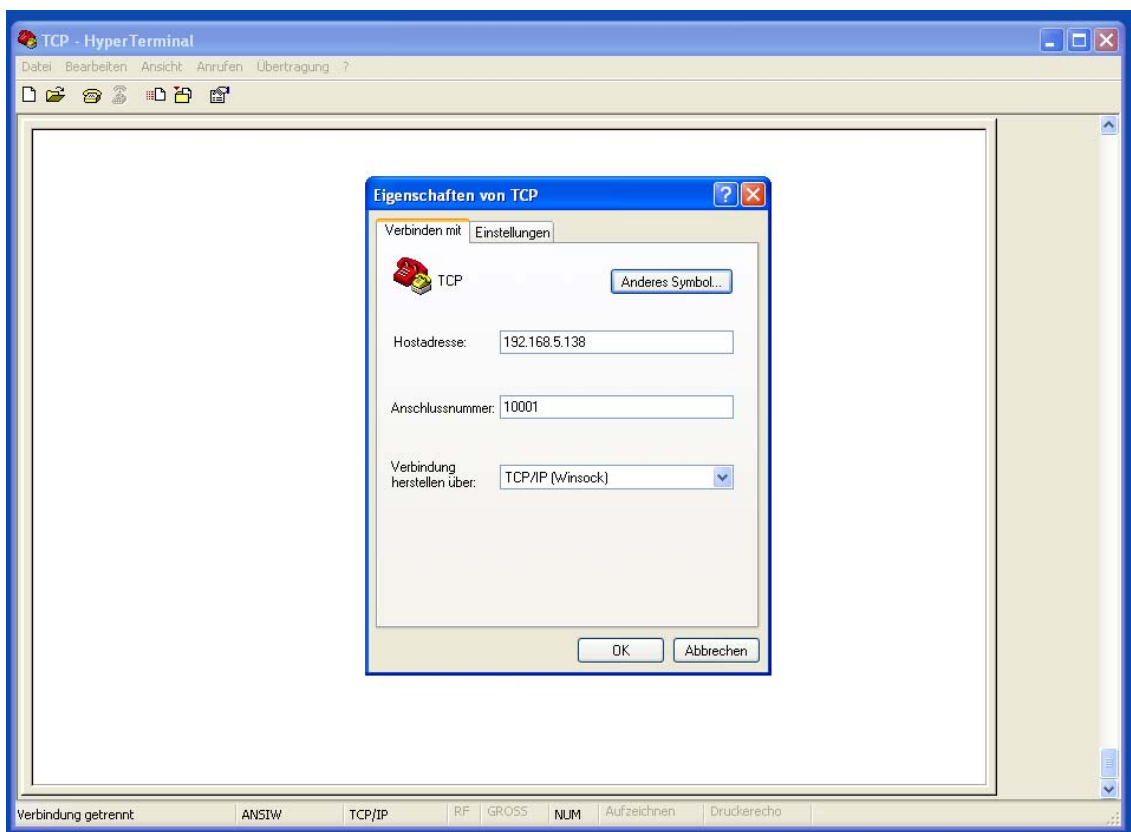 TCP - HyperTerminal
Datei Bearbeiten Ansicht Anrufen Übertragung ?
Eigenschaften von TCP
Verbinden mit Einstellungen
TCP
Anderes Symbol...
Hostadresse: 192.168.5.138
Anschlussnummer: 10001
Verbindung
herstellen über: TCP/IP (Winsock)
OK Abbrechen
Verbindung getrennt ANSIW TCP/IP RF GROSS NUM Aufzeichnen Druckerecho